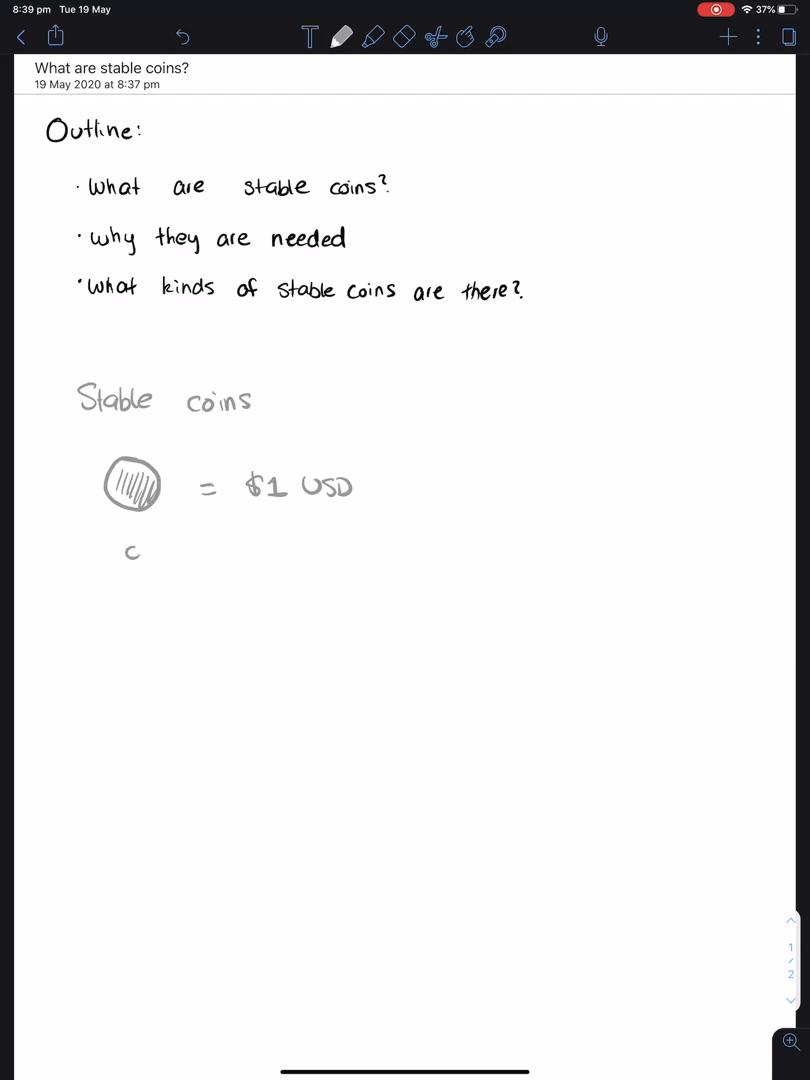 8:39 pm Tue 19 May
37%
T
What are stable coins?
19 May 2020 at 8:37 pm
Outline:
· What are stable coins?
· why they are needed
· What kinds of stable coins are there?
Stable coins
= $1 USD
C
1
/
2